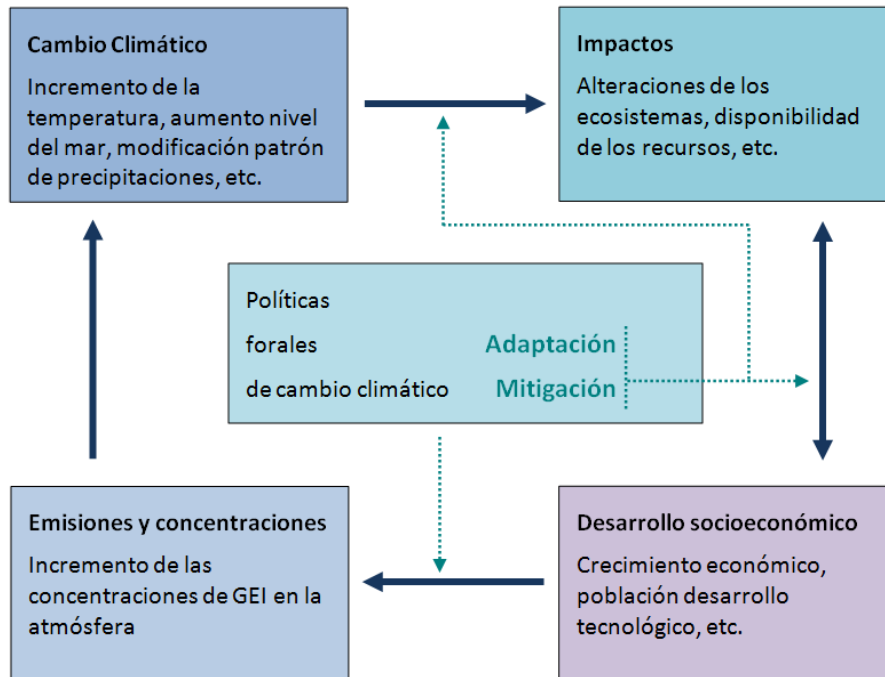 Cambio Climático
Incremento de la
temperatura, aumento nivel
del mar, modificación patrón
de precipitaciones, etc.
Impactos
Alteraciones de los
ecosistemas, disponibilidad
de los recursos, etc.
Políticas
forales
de cambio climático
Adaptación
Mitigación
Emisiones y concentraciones
Incremento de las
concentraciones de GEI en la
atmósfera
Desarrollo socioeconómico
Crecimiento económico,
población desarrollo
tecnológico, etc.